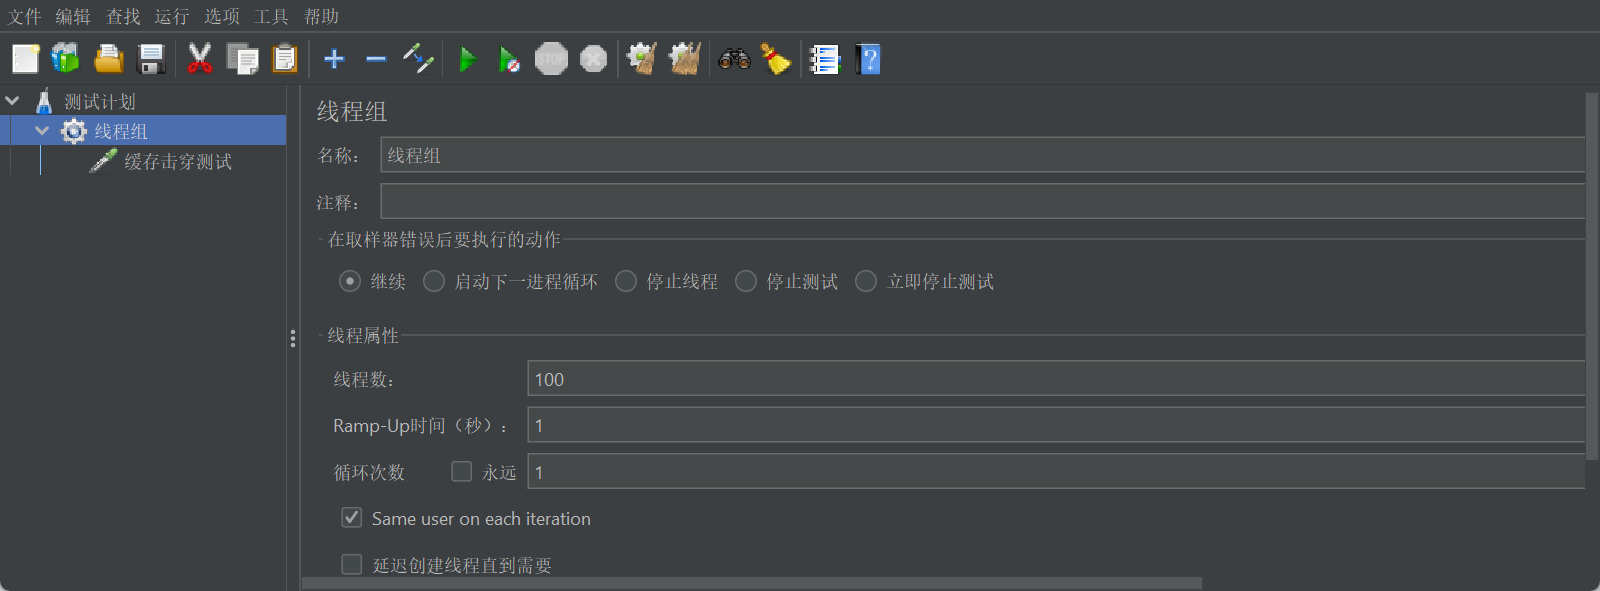 文件 编辑 查找 运行 选项 工具 帮助
STOP
测试计划
线程组
缓存击穿测试
线程组
名称： 线程组
注释：
在取样器错误后要执行的动作
继续 启动下一进程循环 停止线程 停止测试 立即停止测试
线程属性
线程数： 100
Ramp-Up时间（秒）： 1
循环次数 永远 1
Same user on each iteration
延迟创建线程直到需要